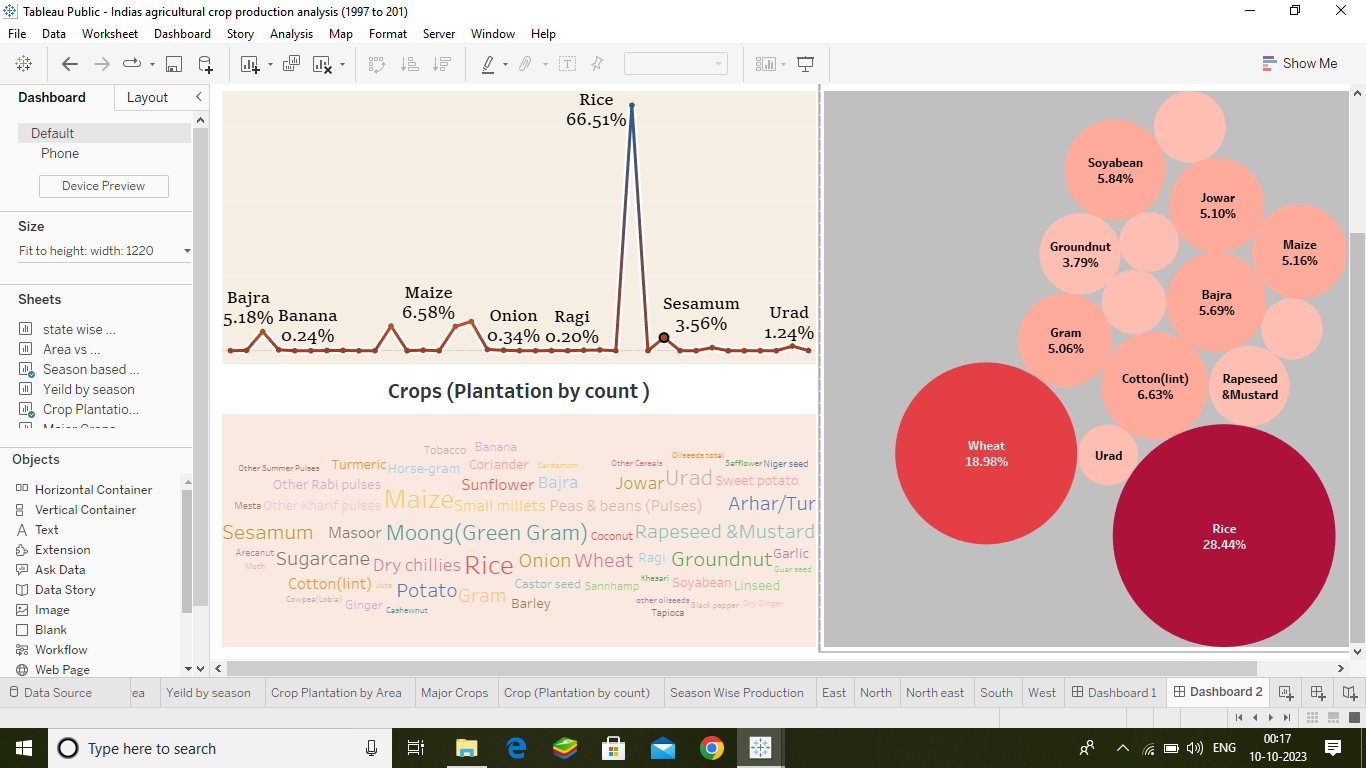 Tableau Public - Indias agricultural crop production analysis (1997 to 201)
File Data Worksheet Dashboard Story Analysis Map Format Server Window Help
Show Me
Dashboard Layout
Default
Phone
Device Preview
Size
Fit to height: width: 1220
Sheets
state wise ...
Area vs ...
Season based ...
Yeild by season
Crop Plantatio...
Major Crops
Objects
Horizontal Container
Vertical Container
Text
Extension
Ask Data
Data Story
Image
Blank
Workflow
Web Page
Rice
66.51%
Bajra
5.18%
Banana
0.24%
Maize
6.58%
Onion
0.34%
Ragi
0.20%
Sesamum
3.56%
Urad
1.24%
Crops (Plantation by count )
Tobacco Banana
Other Summer Pulses Turmeric Horse-gram Coriander Cardamom Other Cereals Oilseeds total Safflower Niger seed
Other Rabi pulses Sunflower Bajra Jowar Urad Sweet potato
Mesta Other Kharif pulses Maize Small millets Peas & beans (Pulses) Arhar/Tur
Sesamum Masoor Moong(Green Gram) Coconut Rapeseed &Mustard
Arecanut Moth Sugarcane Dry chillies Rice Onion Wheat Ragi Groundnut Garlic Guar seed
Cotton(lint) Jute Potato Gram Castor seed Sannhamp Khesari Soyabean Linseed
Cowpea(Lobia) Ginger Cashewnut Barley other oilseeds Tapioca Black pepper Dry Ginger
Soyabean
5.84%
Jowar
5.10%
Groundnut
3.79%
Maize
5.16%
Bajra
5.69%
Gram
5.06%
Cotton(lint)
6.63%
Rapeseed
&Mustard
Wheat
18.98%
Urad
Rice
28.44%
Data Source rea Yeild by season Crop Plantation by Area Major Crops Crop (Plantation by count) Season Wise Production East North North east South West Dashboard 1 Dashboard 2
Type here to search
ENG
00:17
10-10-2023